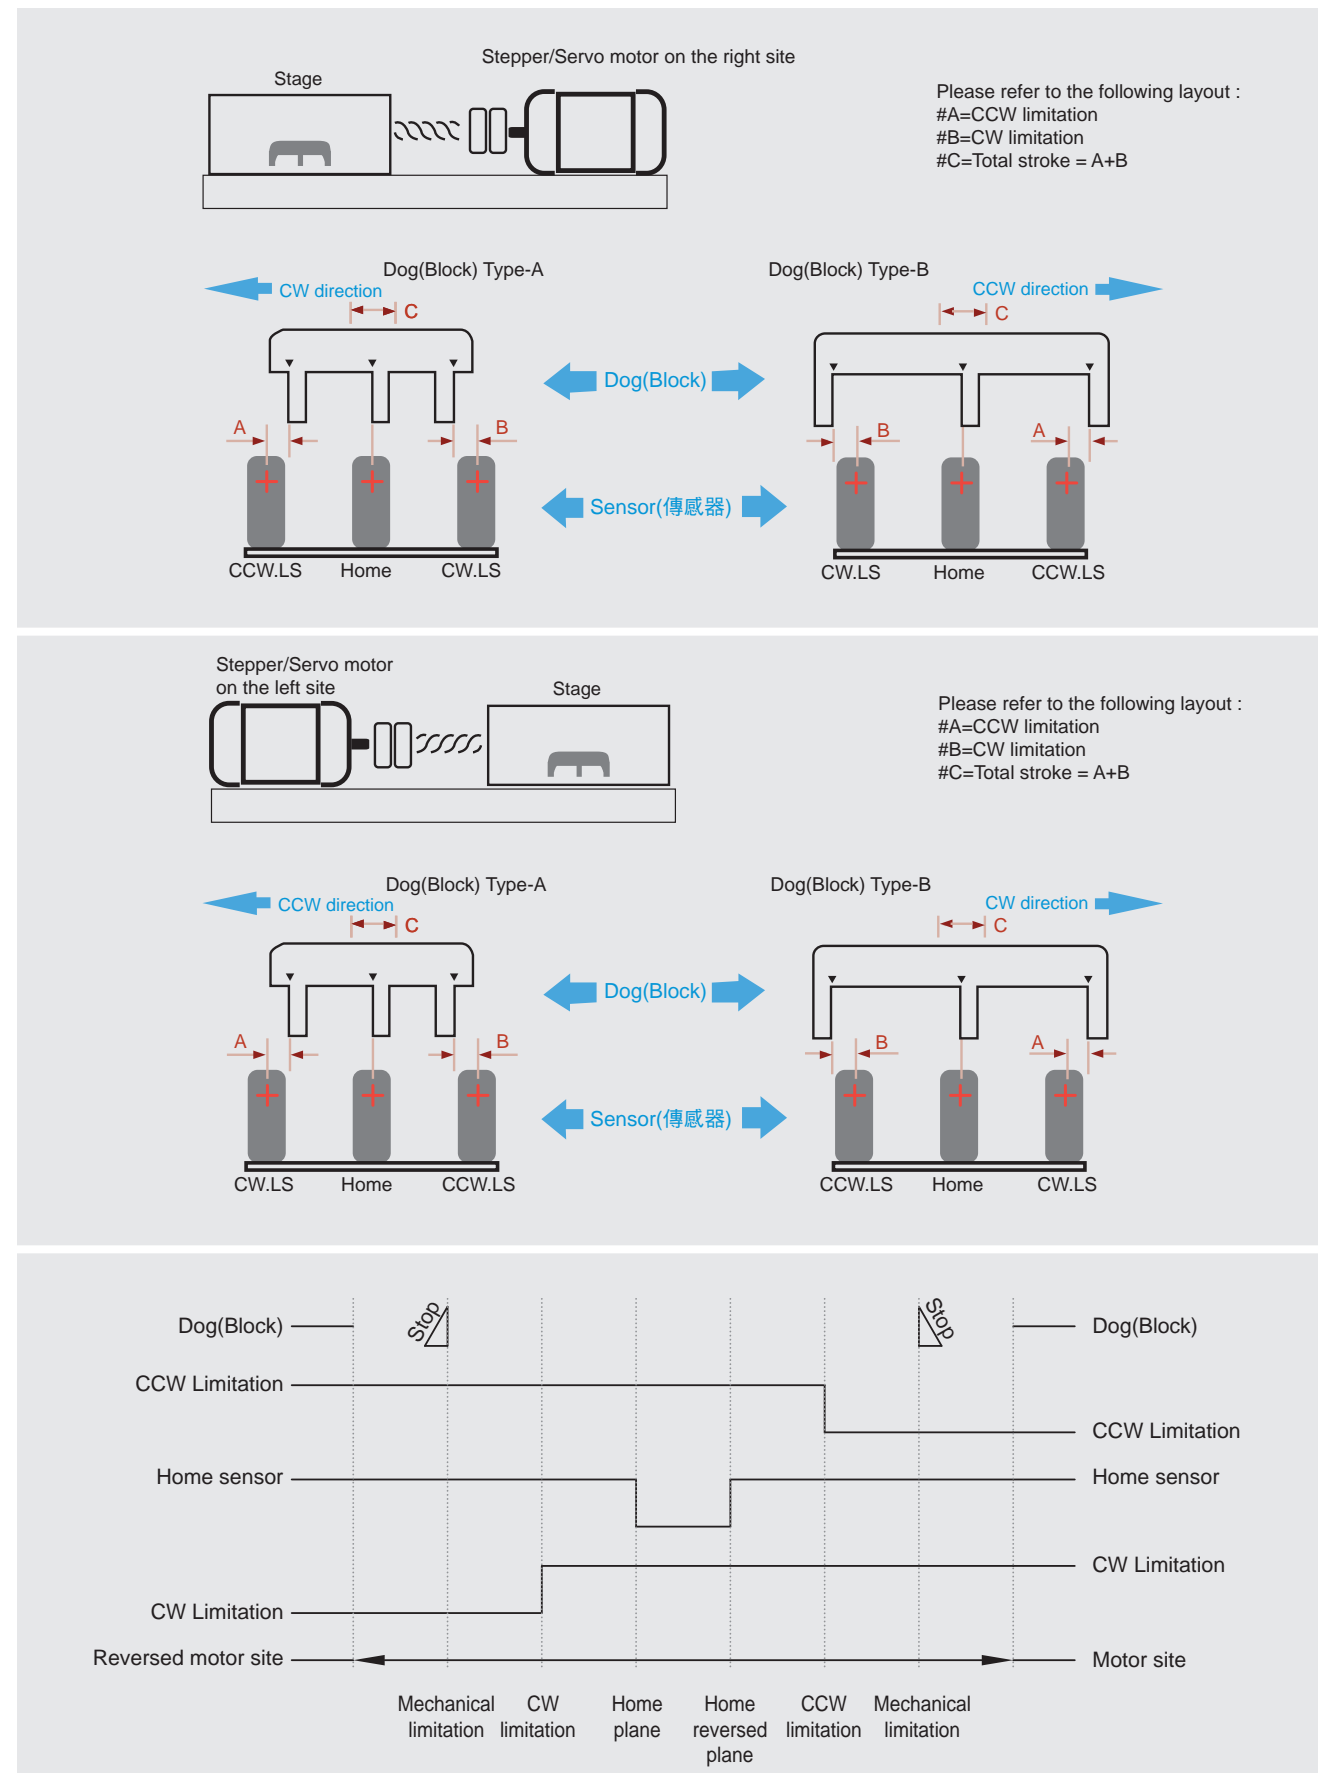 Stepper/Servo motor on the right site
Stage
Please refer to the following layout :
#A=CCW limitation
#B=CW limitation
#C=Total stroke = A+B
Dog(Block) Type-A
Dog(Block) Type-B
CW direction
CCW direction
C
C
Dog(Block)
A
B
B
A
Sensor(傳感器)
CCW.LS
Home
CW.LS
CW.LS
Home
CCW.LS
Stepper/Servo motor
on the left site
Stage
Please refer to the following layout :
#A=CCW limitation
#B=CW limitation
#C=Total stroke = A+B
Dog(Block) Type-A
Dog(Block) Type-B
CCW direction
CW direction
C
C
Dog(Block)
A
B
B
A
Sensor(傳感器)
CW.LS
Home
CCW.LS
CCW.LS
Home
CW.LS
Dog(Block)
Stop
Stop
Dog(Block)
CCW Limitation
CCW Limitation
Home sensor
Home sensor
CW Limitation
CW Limitation
Reversed motor site
Motor site
Mechanical
limitation
CW
limitation
Home
plane
Home
reversed
plane
CCW
limitation
Mechanical
limitation